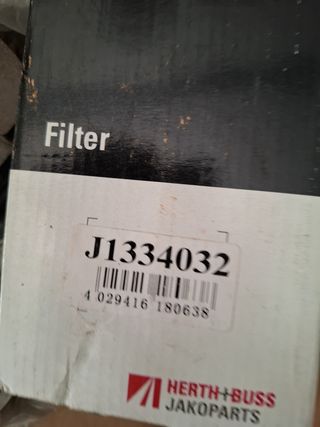 Filter
J1334032
4 029416 180638
HERTH+BUSS
JAKOPARTS